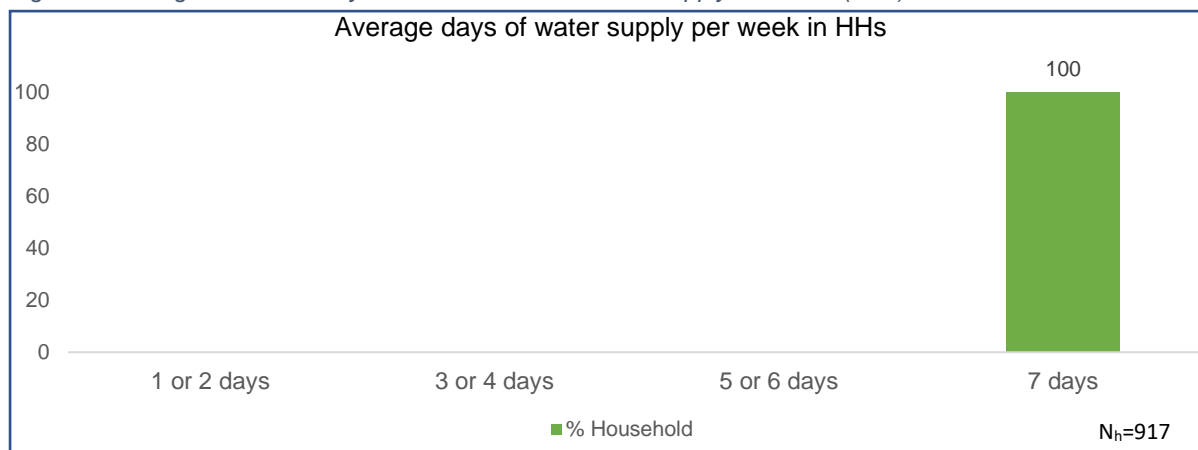 Average days of water supply per week in HHs
100
100
80
60
40
20
0
1 or 2 days
3 or 4 days
5 or 6 days
7 days
% Household
Nₕ=917